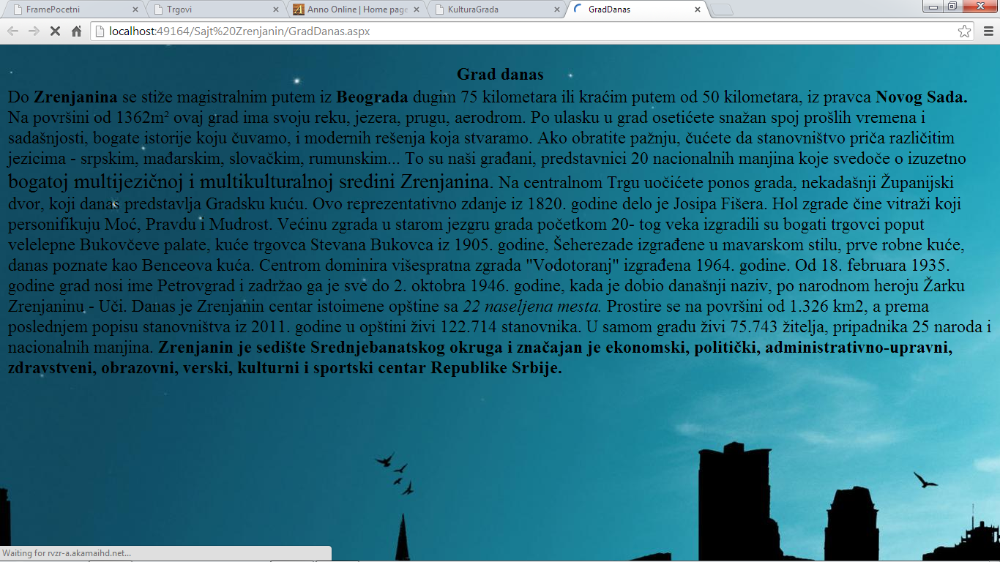 FramePocetni
Trgovi
Anno Online | Home page
KulturaGrada
GradDanas
localhost:49164/Sajt%20Zrenjanin/GradDanas.aspx
Grad danas
Do Zrenjanina se stiže magistralnim putem iz Beograda dugim 75 kilometara ili kraćim putem od 50 kilometara, iz pravca Novog Sada.
Na površini od 1362m² ovaj grad ima svoju reku, jezera, prugu, aerodrom. Po ulasku u grad osetićete snažan spoj prošlih vremena i
sadašnjosti, bogate istorije koju čuvamo, i modernih rešenja koja stvaramo. Ako obratite pažnju, čućete da stanovništvo priča različitim
jezicima - srpskim, mađarskim, slovačkim, rumunskim... To su naši građani, predstavnici 20 nacionalnih manjina koje svedoče o izuzetno
bogatoj multijezičnoj i multikulturalnoj sredini Zrenjanina. Na centralnom Trgu uočićete ponos grada, nekadašnji Županijski
dvor, koji danas predstavlja Gradsku kuću. Ovo reprezentativno zdanje iz 1820. godine delo je Josipa Fišera. Hol zgrade čine vitraži koji
personifikuju Moć, Pravdu i Mudrost. Većinu zgrada u starom jezgru grada početkom 20- tog veka izgradili su bogati trgovci poput
velelepne Bukovčeve palate, kuće trgovca Stevana Bukovca iz 1905. godine, Šeherezade izgrađene u mavarskom stilu, prve robne kuće,
danas poznate kao Benceova kuća. Centrom dominira višespratna zgrada "Vodotoranj" izgrađena 1964. godine. Od 18. februara 1935.
godine grad nosi ime Petrovgrad i zadržao ga je sve do 2. oktobra 1946. godine, kada je dobio današnji naziv, po narodnom heroju Žarku
Zrenjaninu - Uči. Danas je Zrenjanin centar istoimene opštine sa 22 naseljena mesta. Prostire se na površini od 1.326 km2, a prema
poslednjem popisu stanovništva iz 2011. godine u opštini živi 122.714 stanovnika. U samom gradu živi 75.743 žitelja, pripadnika 25 naroda i
nacionalnih manjina. Zrenjanin je sedište Srednjebanatskog okruga i značajan je ekonomski, politički, administrativno-upravni,
zdravstveni, obrazovni, verski, kulturni i sportski centar Republike Srbije.
Waiting for rvzr-a.akamaihd.net...